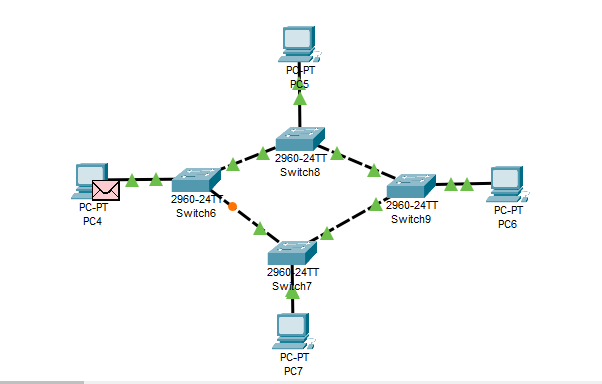 PC-PT
PC5
2960-24TT
Switch8
PC-PT
PC4
2960-24TT
Switch6
2960-24TT
Switch9
PC-PT
PC6
2960-24TT
Switch7
PC-PT
PC7